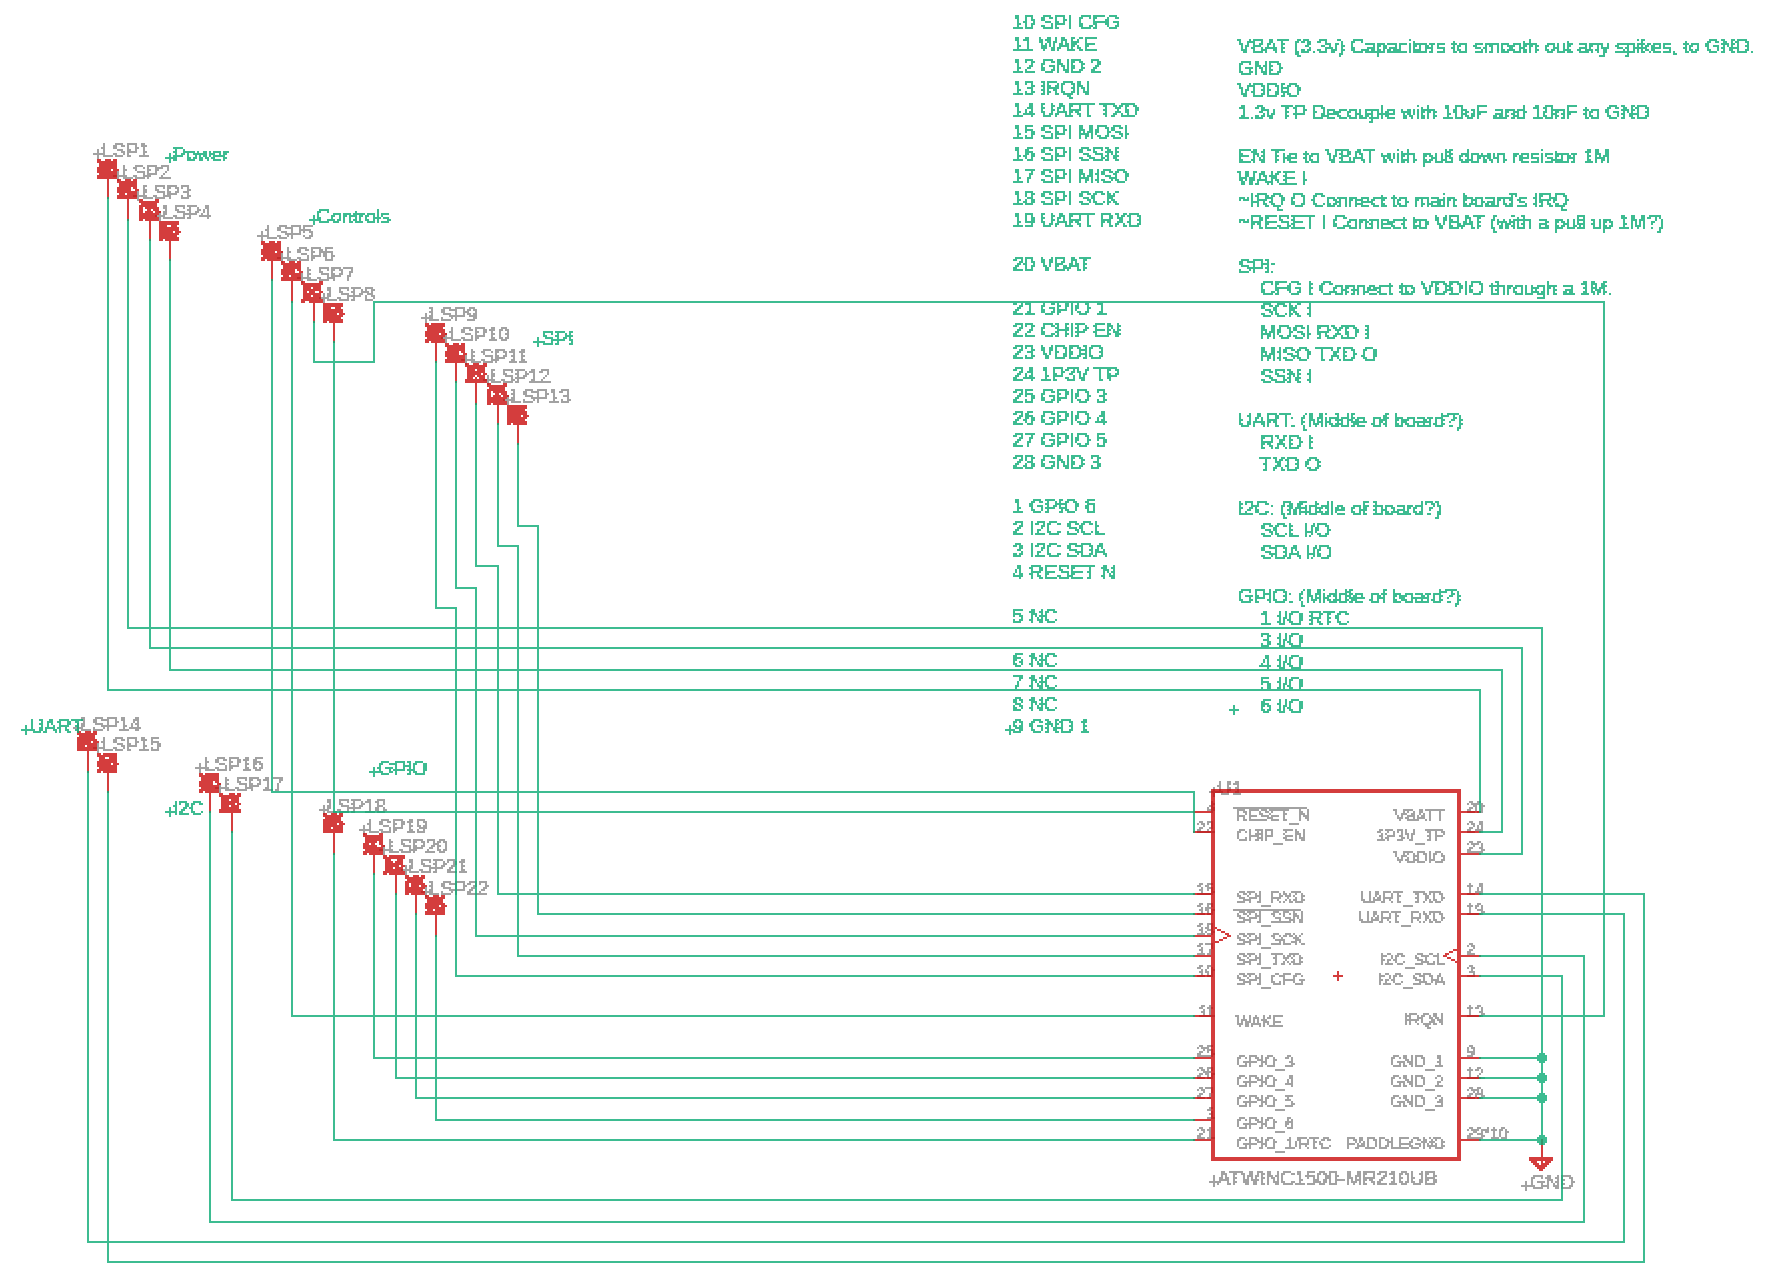 10 SPI CFG
11 WAKE
12 GND 2
13 IRQN
14 UART TXD
15 SPI MOSI
16 SPI SSN
17 SPI MISO
18 SPI SCK
19 UART RXD
20 VBAT
21 GPIO 1
22 CHIP EN
23 VDDIO
24 1P3V TP
25 GPIO 3
26 GPIO 4
27 GPIO 5
28 GND 3
1 GPIO 6
2 I2C SCL
3 I2C SDA
4 RESET N
5 NC
6 NC
7 NC
8 NC
9 GND 1
VBAT (3.3v) Capacitors to smooth out any spikes, to GND.
GND
VDDIO
1.3v TP Decouple with 10uF and 10nF to GND
EN Tie to VBAT with pull down resistor 1M
WAKE I
~IRQ O Connect to main board's IRQ
~RESET I Connect to VBAT (with a pull up 1M?)
SPI:
CFG I Connect to VDDIO through a 1M.
SCK I
MOSI RXD I
MISO TXD O
SSN I
UART: (Middle of board?)
RXD I
TXD O
I2C: (Middle of board?)
SCL I/O
SDA I/O
GPIO: (Middle of board?)
1 I/O RTC
3 I/O
4 I/O
5 I/O
6 I/O
LSP1
Power
LSP2
LSP3
LSP4
Controls
LSP5
LSP6
LSP7
LSP8
LSP9
LSP10
SPI
LSP11
LSP12
LSP13
UART
LSP14
LSP15
LSP16
LSP17
I2C
GPIO
LSP18
LSP19
LSP20
LSP21
LSP22
U1
4 RESET_N
22 CHIP_EN
15 SPI_RXD
16 SPI_SSN
18 SPI_SCK
17 SPI_TXD
10 SPI_CFG
11 WAKE
25 GPIO_3
26 GPIO_4
27 GPIO_5
1 GPIO_6
21 GPIO_1/RTC
VBATT 20
1P3V_TP 24
VDDIO 23
UART_TXD 14
UART_RXD 19
I2C_SCL 2
I2C_SDA 3
IRQN 13
GND_1 9
GND_2 12
GND_3 28
PADDLEGND 29*10
ATWINC1500-MR210UB
GND